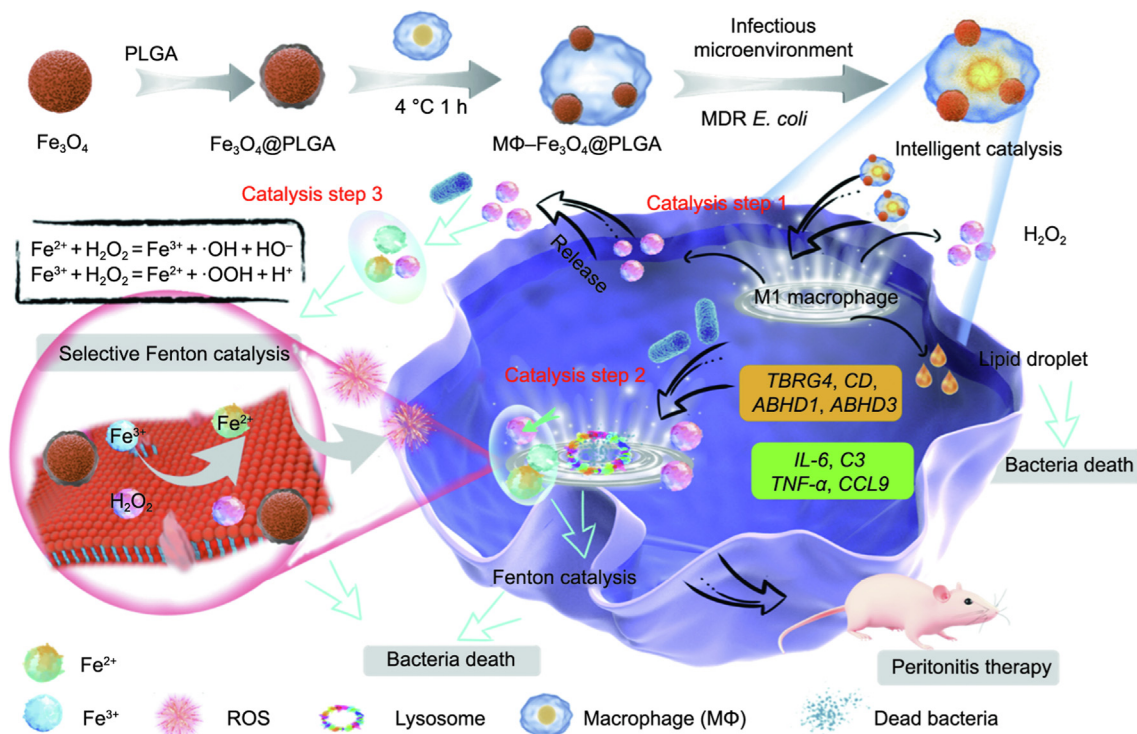 PLGA
4 °C 1 h
Infectious
microenvironment
MDR E. coli
Fe₃O₄
Fe₃O₄@PLGA
MΦ–Fe₃O₄@PLGA
Intelligent catalysis
Catalysis step 3
Catalysis step 1
Release
H₂O₂
Fe²⁺ + H₂O₂ = Fe³⁺ + ·OH + HO⁻
Fe³⁺ + H₂O₂ = Fe²⁺ + ·OOH + H⁺
M1 macrophage
Selective Fenton catalysis
Catalysis step 2
Lipid droplet
TBRG4, CD,
ABHD1, ABHD3
Fe³⁺
Fe²⁺
H₂O₂
IL-6, C3
TNF-α, CCL9
Bacteria death
Fenton catalysis
Bacteria death
Peritonitis therapy
Fe²⁺
Fe³⁺
ROS
Lysosome
Macrophage (MΦ)
Dead bacteria